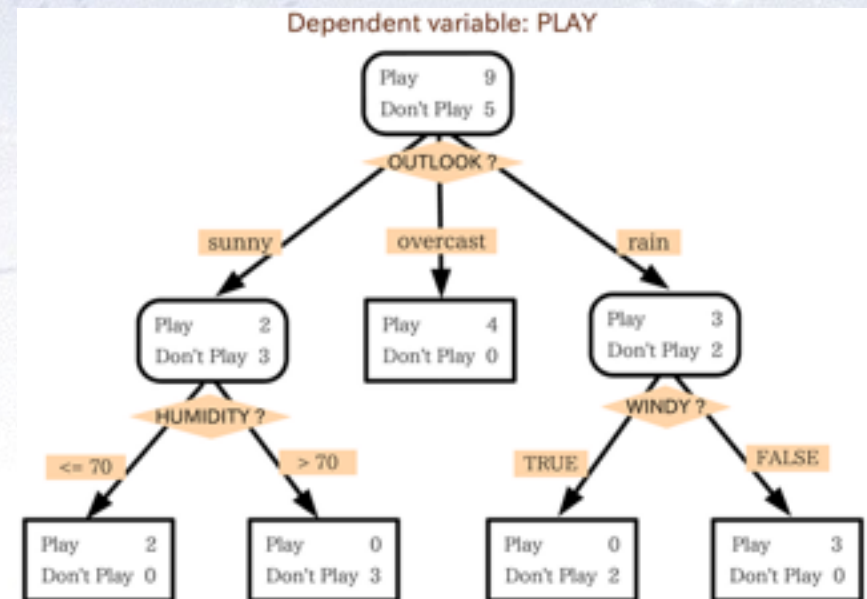 Dependent variable: PLAY
Play 9
Don't Play 5
OUTLOOK ?
sunny
overcast
rain
Play 2
Don't Play 3
Play 4
Don't Play 0
Play 3
Don't Play 2
HUMIDITY ?
WINDY ?
<= 70
> 70
TRUE
FALSE
Play 2
Don't Play 0
Play 0
Don't Play 3
Play 0
Don't Play 2
Play 3
Don't Play 0